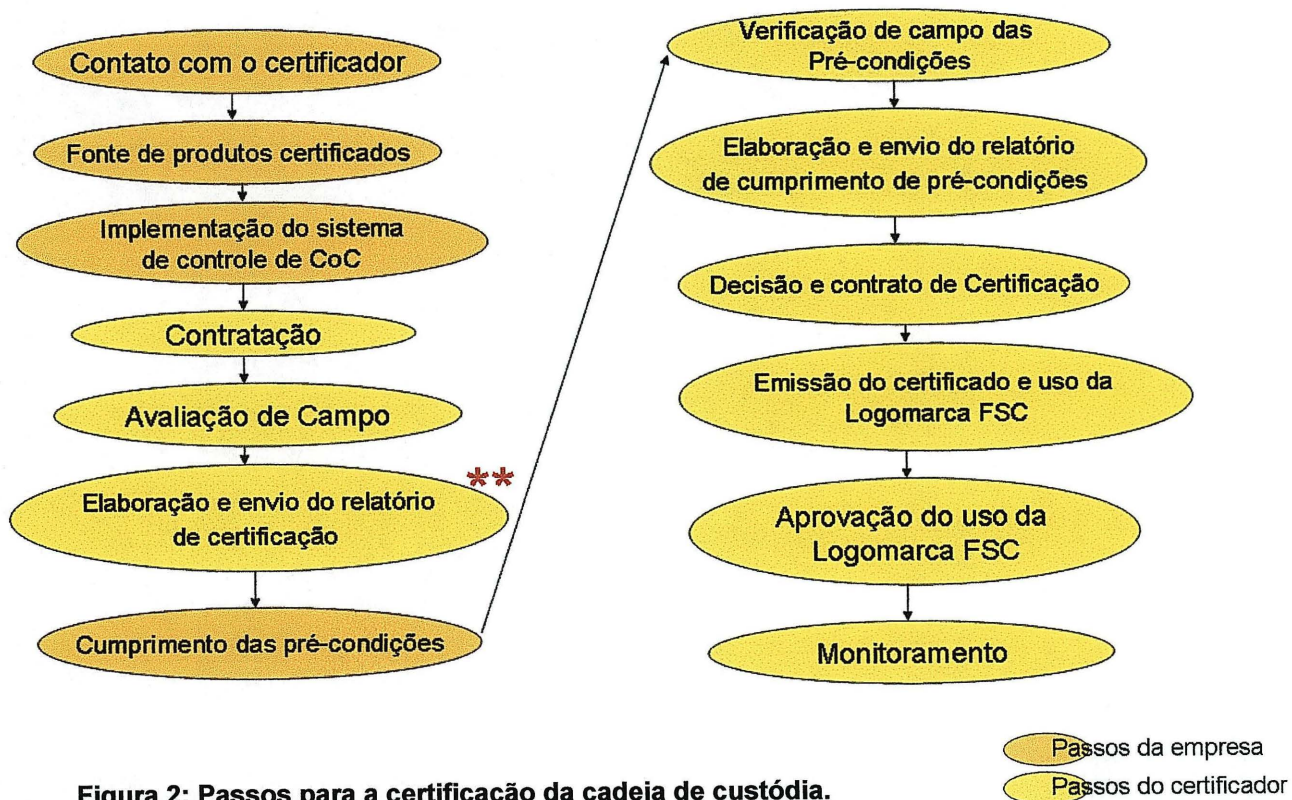 Contato com o certificador
Fonte de produtos certificados
Implementação do sistema
de controle de CoC
Contratação
Avaliação de Campo
**
Elaboração e envio do relatório
de certificação
Cumprimento das pré-condições
Verificação de campo das
Pré-condições
Elaboração e envio do relatório
de cumprimento de pré-condições
Decisão e contrato de Certificação
Emissão do certificado e uso da
Logomarca FSC
Aprovação do uso da
Logomarca FSC
Monitoramento
Passos da empresa
Passos do certificador
Figura 2: Passos para a certificação da cadeia de custódia.